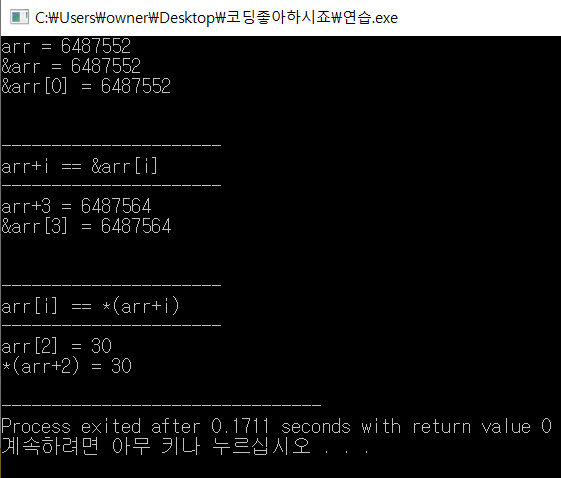 C:₩Users₩owner₩Desktop₩코딩좋아하시죠₩연습.exe
arr = 6487552
&arr = 6487552
&arr[0] = 6487552
----------------------
arr+i == &arr[i]
----------------------
arr+3 = 6487564
&arr[3] = 6487564
----------------------
arr[i] == *(arr+i)
----------------------
arr[2] = 30
*(arr+2) = 30
--------------------------------
Process exited after 0.1711 seconds with return value 0
계속하려면 아무 키나 누르십시오 . . .